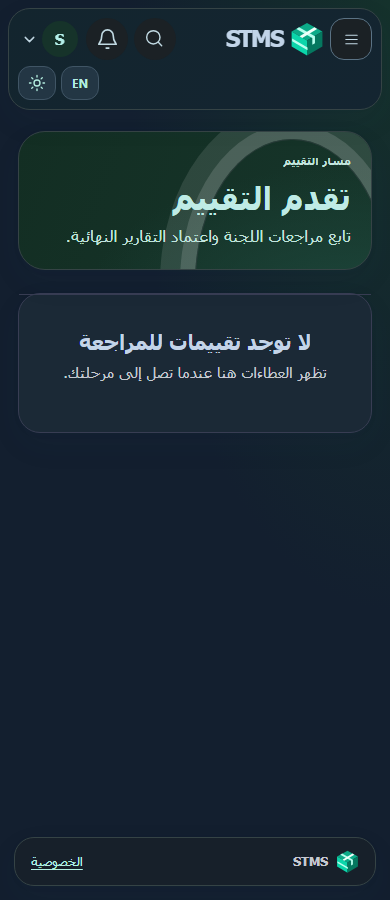 STMS
S
EN
مسار التقييم
تقدم التقييم
تابع مراجعات اللجنة واعتماد التقارير النهائية.
لا توجد تقييمات للمراجعة
تظهر العطاءات هنا عندما تصل إلى مرحلتك.
STMS
الخصوصية